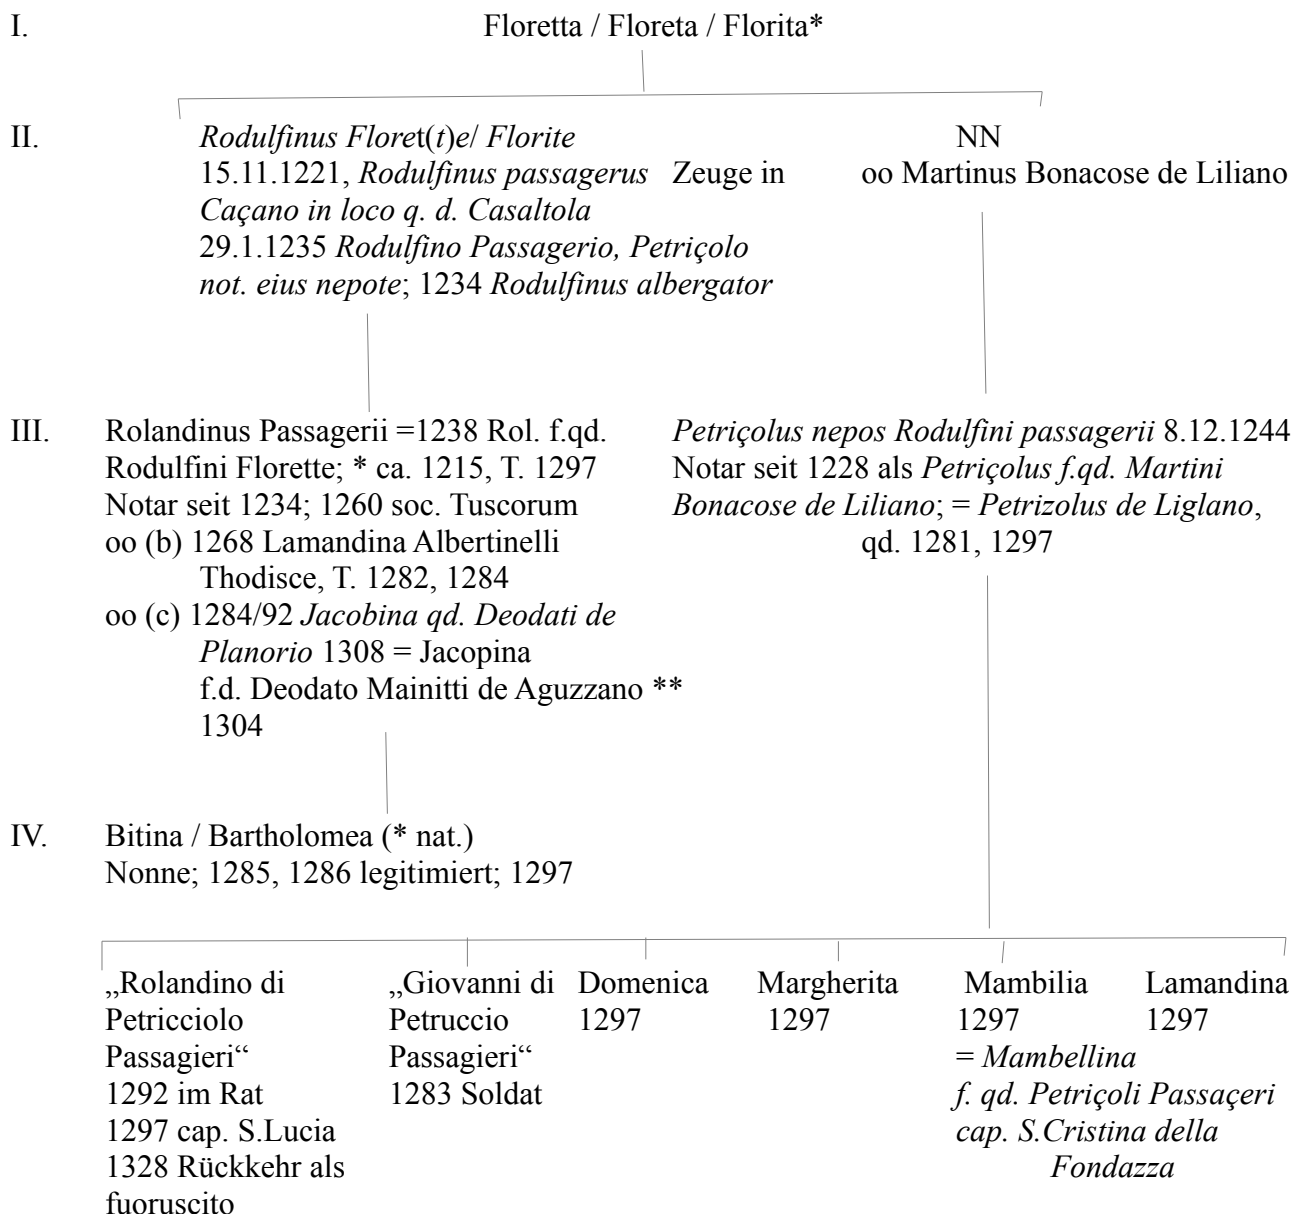 I. Floretta / Floreta / Florita*
II. Rodulfinus Floret(t)e/ Florite
15.11.1221, Rodulfinus passagerus Zeuge in
Caçano in loco q. d. Casaltola
29.1.1235 Rodulfino Passagerio, Petriçolo
not. eius nepote; 1234 Rodulfinus albergator
NN
oo Martinus Bonacose de Liliano
III. Rolandinus Passagerii =1238 Rol. f.qd.
Rodulfini Florette; * ca. 1215, T. 1297
Notar seit 1234; 1260 soc. Tuscorum
oo (b) 1268 Lamandina Albertinelli
Thodisce, T. 1282, 1284
oo (c) 1284/92 Jacobina qd. Deodati de
Planorio 1308 = Jacopina
f.d. Deodato Mainitti de Aguzzano **
1304
Petriçolus nepos Rodulfini passagerii 8.12.1244
Notar seit 1228 als Petriçolus f.qd. Martini
Bonacose de Liliano; = Petrizolus de Liglano,
qd. 1281, 1297
IV. Bitina / Bartholomea (* nat.)
Nonne; 1285, 1286 legitimiert; 1297
„Rolandino di
Petricciolo
Passagieri“
1292 im Rat
1297 cap. S.Lucia
1328 Rückkehr als
fuoruscito
„Giovanni di
Petruccio
Passagieri“
1283 Soldat
Domenica
1297
Margherita
1297
Mambilia
1297
= Mambellina
f. qd. Petriçoli Passaçeri
cap. S.Cristina della
Fondazza
Lamandina
1297